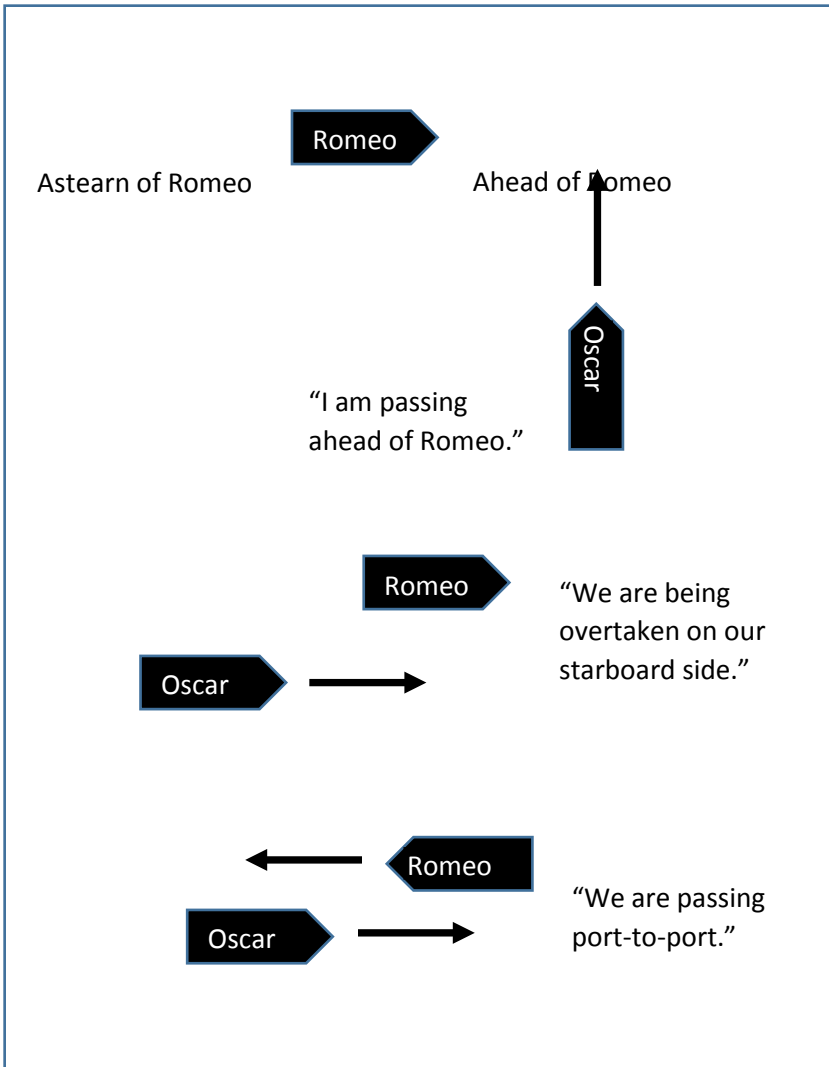 Romeo
Astearn of Romeo
Ahead of Romeo
Oscar
“I am passing
ahead of Romeo.”
Romeo
“We are being
overtaken on our
starboard side.”
Oscar
Romeo
Oscar
“We are passing
port-to-port.”